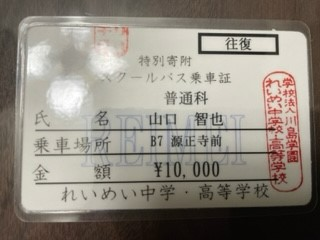 往復
特別寄附
スクールバス乗車証
普通科
氏 名 山口 智也
乗車場所 B7 源正寺前
金 額 ¥10,000
れいめい中学・高等学校
学校法人川島学園
れいめい中学校・高等学校
REIMEI